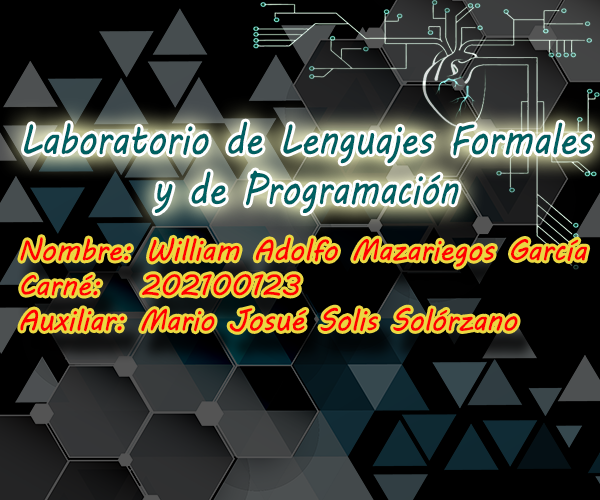 Laboratorio de Lenguajes Formales
y de Programación
Nombre: William Adolfo Mazariegos García
Carné: 202100123
Auxiliar: Mario Josué Solis Solórzano